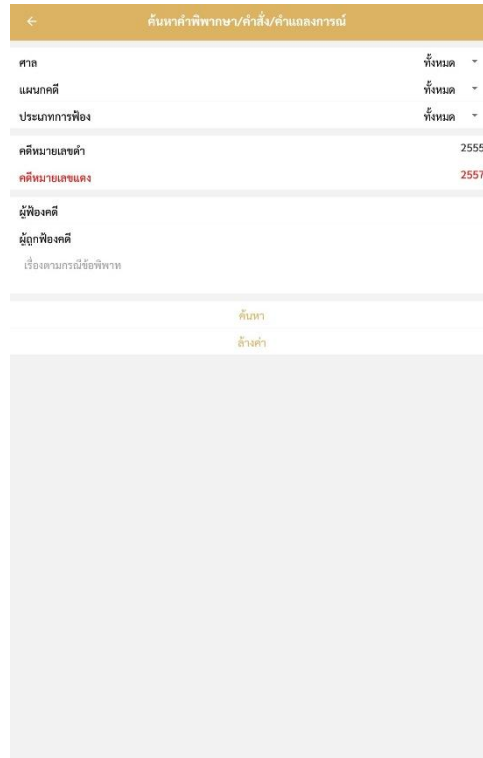 ค้นหาคำพิพากษา/คำสั่ง/คำแถลงการณ์
ศาล ทั้งหมด
แผนกคดี ทั้งหมด
ประเภทการฟ้อง ทั้งหมด
คดีหมายเลขดำ 2555
คดีหมายเลขแดง 2557
ผู้ฟ้องคดี
ผู้ถูกฟ้องคดี
เรื่องตามกรณีข้อพิพาท
ค้นหา
ล้างค่า